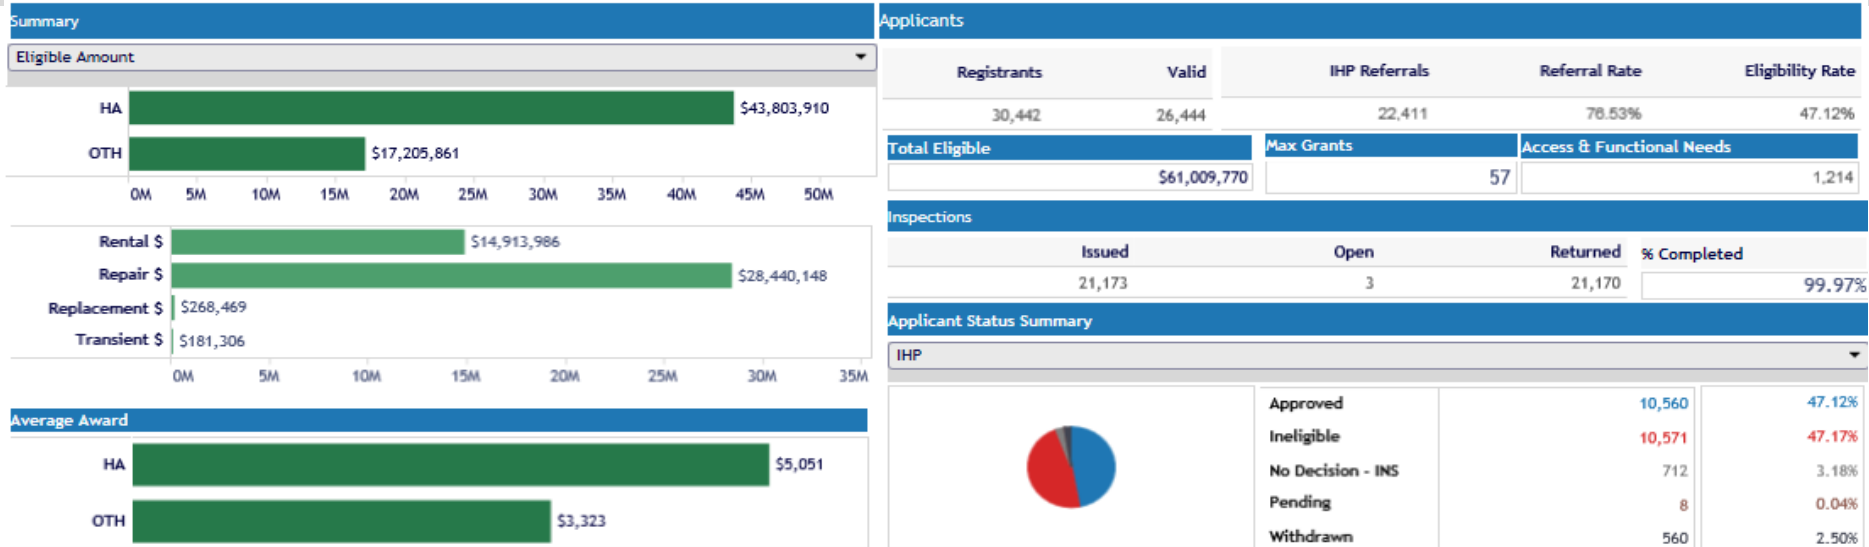 Summary
Eligible Amount
HA $43,803,910
OTH $17,205,861
0M 5M 10M 15M 20M 25M 30M 35M 40M 45M 50M
Rental $ $14,913,986
Repair $ $28,440,148
Replacement $ $268,469
Transient $ $181,306
0M 5M 10M 15M 20M 25M 30M 35M
Average Award
HA $5,051
OTH $3,323
Applicants
Registrants Valid IHP Referrals Referral Rate Eligibility Rate
30,442 26,444 22,411 76.53% 47.12%
Total Eligible Max Grants Access & Functional Needs
$61,009,770 57 1,214
Inspections
Issued Open Returned % Completed
21,173 3 21,170 99.97%
Applicant Status Summary
IHP
Approved 10,560 47.12%
Ineligible 10,571 47.17%
No Decision - INS 712 3.18%
Pending 8 0.04%
Withdrawn 560 2.50%